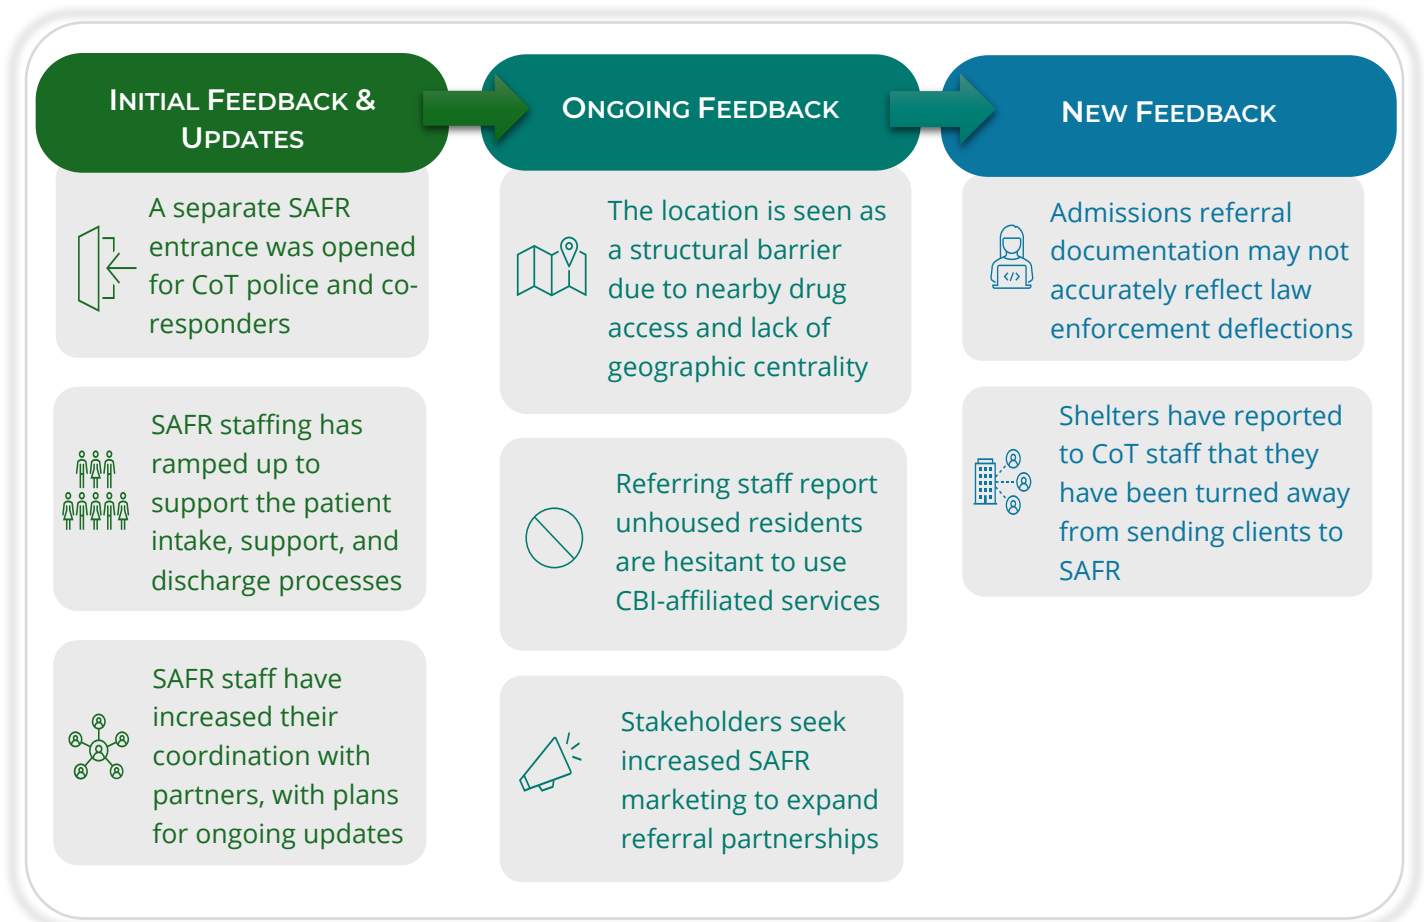 INITIAL FEEDBACK &
UPDATES
A separate SAFR
entrance was opened
for CoT police and co-
responders
SAFR staffing has
ramped up to
support the patient
intake, support, and
discharge processes
SAFR staff have
increased their
coordination with
partners, with plans
for ongoing updates
ONGOING FEEDBACK
The location is seen as
a structural barrier
due to nearby drug
access and lack of
geographic centrality
Referring staff report
unhoused residents
are hesitant to use
CBI-affiliated services
Stakeholders seek
increased SAFR
marketing to expand
referral partnerships
NEW FEEDBACK
</>
Admissions referral
documentation may not
accurately reflect law
enforcement deflections
Shelters have reported
to CoT staff that they
have been turned away
from sending clients to
SAFR